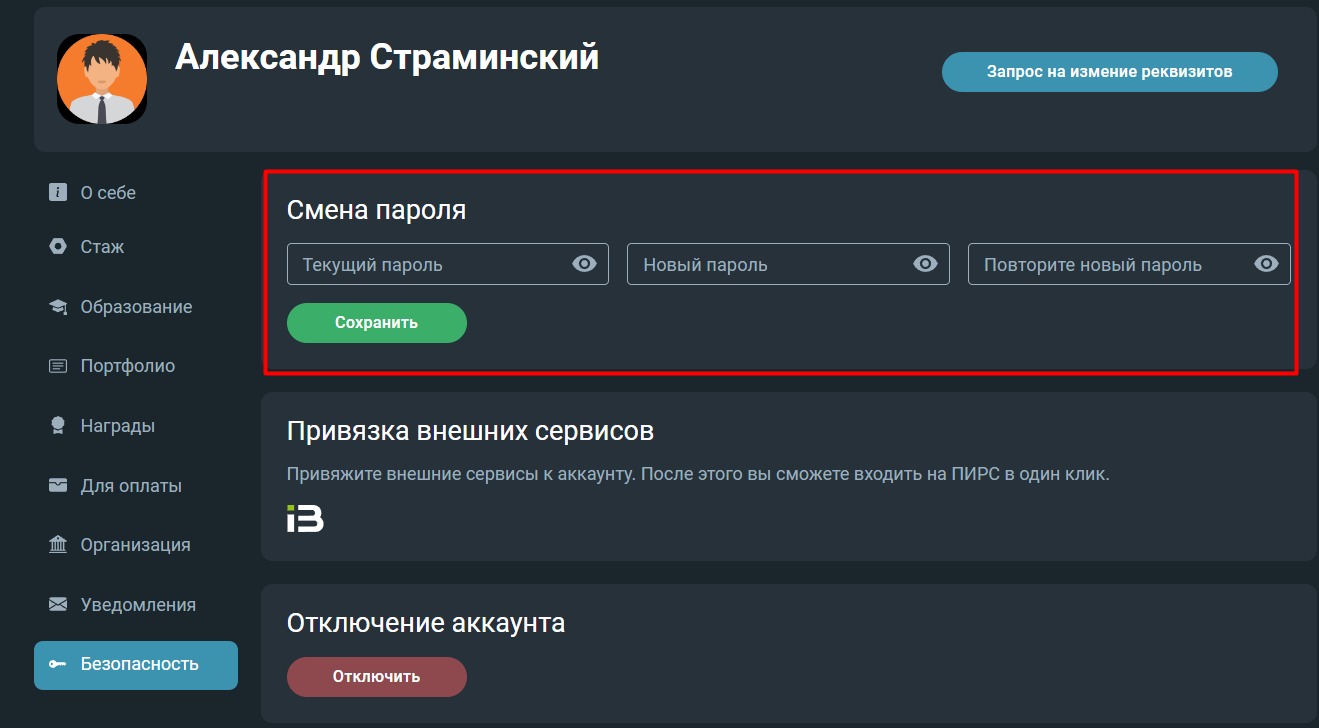 Александр Страминский
Запрос на измение реквизитов
О себе
Стаж
Образование
Портфолио
Награды
Для оплаты
Организация
Уведомления
Безопасность
Смена пароля
Текущий пароль
Новый пароль
Повторите новый пароль
Сохранить
Привязка внешних сервисов
Привяжите внешние сервисы к аккаунту. После этого вы сможете входить на ПИРС в один клик.
iB
Отключение аккаунта
Отключить